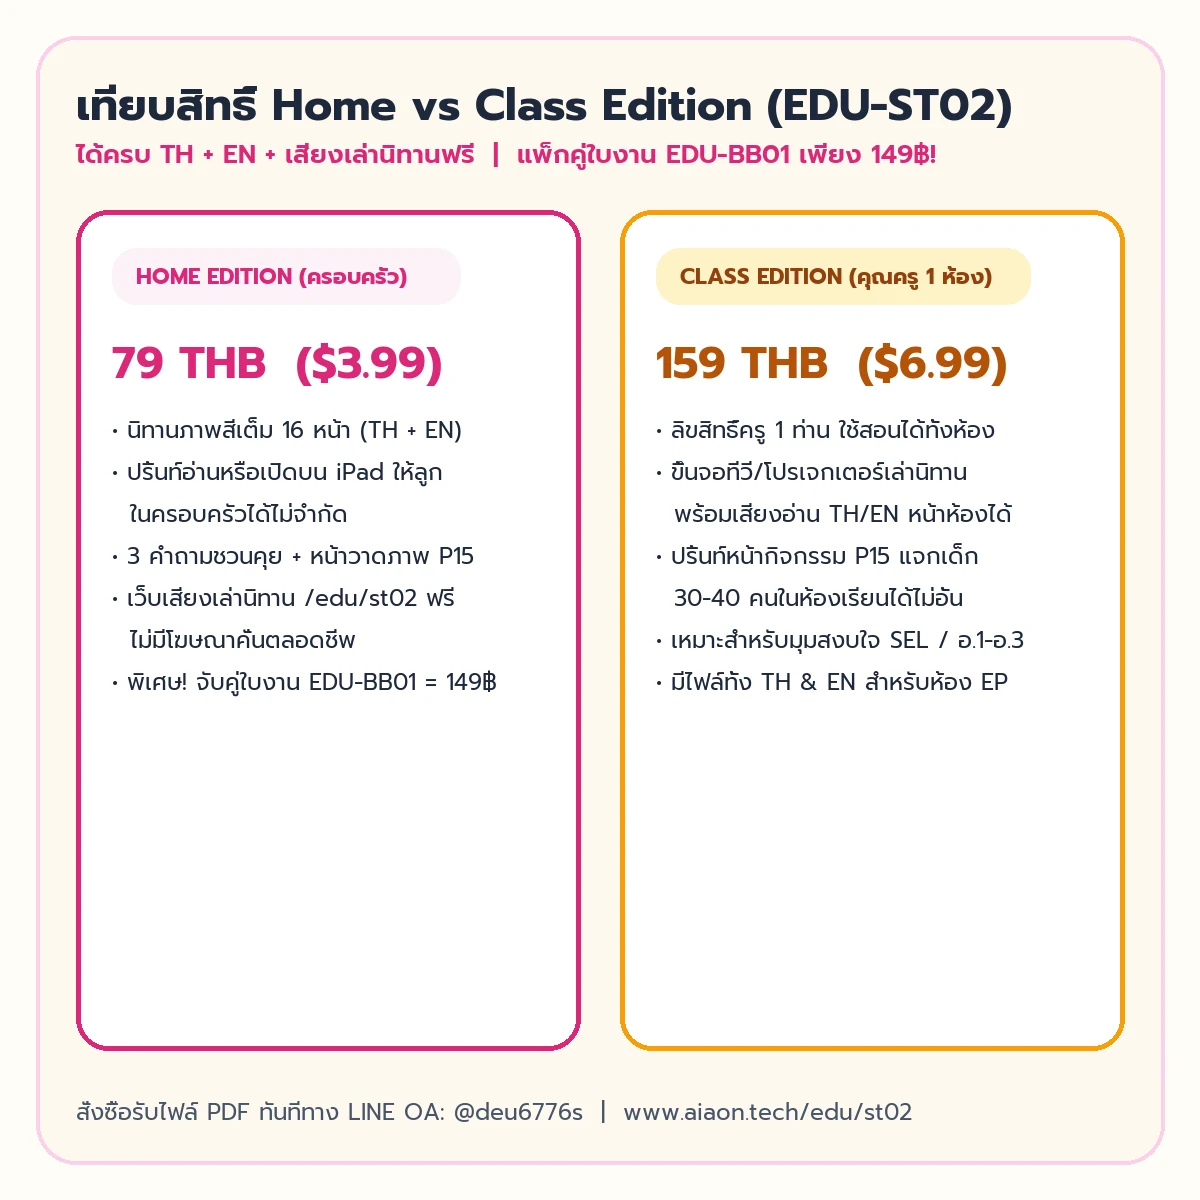 เทียบสิทธิ์ Home vs Class Edition (EDU-ST02)
ได้ครบ TH + EN + เสียงเล่านิทานฟรี | แพ็กคู่ใบงาน EDU-BB01 เพียง 149฿!
HOME EDITION (ครอบครัว)
79 THB ($3.99)
• นิทานภาพสีเต็ม 16 หน้า (TH + EN)
• ปริ้นท์อ่านหรือเปิดบน iPad ให้ลูก
ในครอบครัวได้ไม่จำกัด
• 3 คำถามชวนคุย + หน้าวาดภาพ P15
• เว็บเสียงเล่านิทาน /edu/st02 ฟรี
ไม่มีโฆษณาคั่นตลอดชีพ
• พิเศษ! จับคู่ใบงาน EDU-BB01 = 149฿
CLASS EDITION (คุณครู 1 ห้อง)
159 THB ($6.99)
• ลิขสิทธิ์ครู 1 ท่าน ใช้สอนได้ทั้งห้อง
• ขึ้นจอทีวี/โปรเจกเตอร์เล่านิทาน
พร้อมเสียงอ่าน TH/EN หน้าห้องได้
• ปริ้นท์หน้ากิจกรรม P15 แจกเด็ก
30-40 คนในห้องเรียนได้ไม่อั้น
• เหมาะสำหรับมุมสงบใจ SEL / อ.1-อ.3
• มีไฟล์ทั้ง TH & EN สำหรับห้อง EP
สั่งซื้อรับไฟล์ PDF ทันทีทาง LINE OA: @deu6776s | www.aiaon.tech/edu/st02